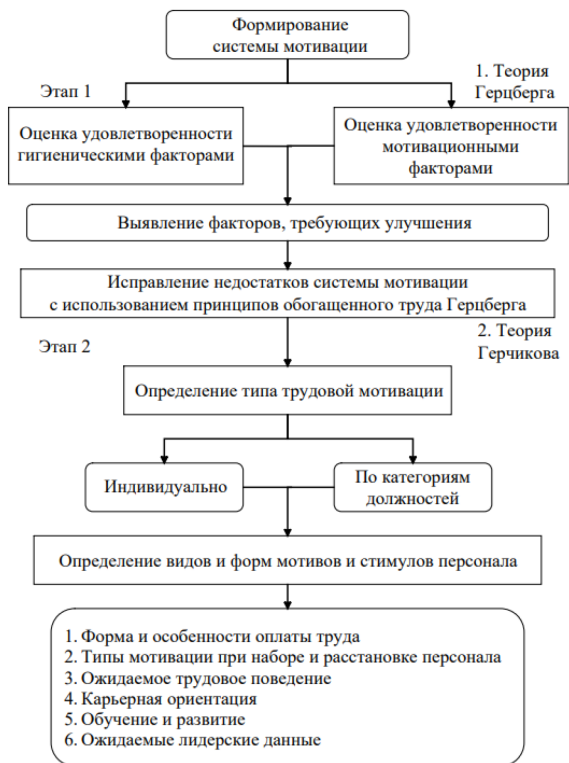 Формирование
системы мотивации
Этап 1
1. Теория
Герцберга
Оценка удовлетворенности
гигиеническими факторами
Оценка удовлетворенности
мотивационными
факторами
Выявление факторов, требующих улучшения
Исправление недостатков системы мотивации
с использованием принципов обогащенного труда Герцберга
Этап 2
2. Теория
Герчикова
Определение типа трудовой мотивации
Индивидуально
По категориям
должностей
Определение видов и форм мотивов и стимулов персонала
1. Форма и особенности оплаты труда
2. Типы мотивации при наборе и расстановке персонала
3. Ожидаемое трудовое поведение
4. Карьерная ориентация
5. Обучение и развитие
6. Ожидаемые лидерские данные